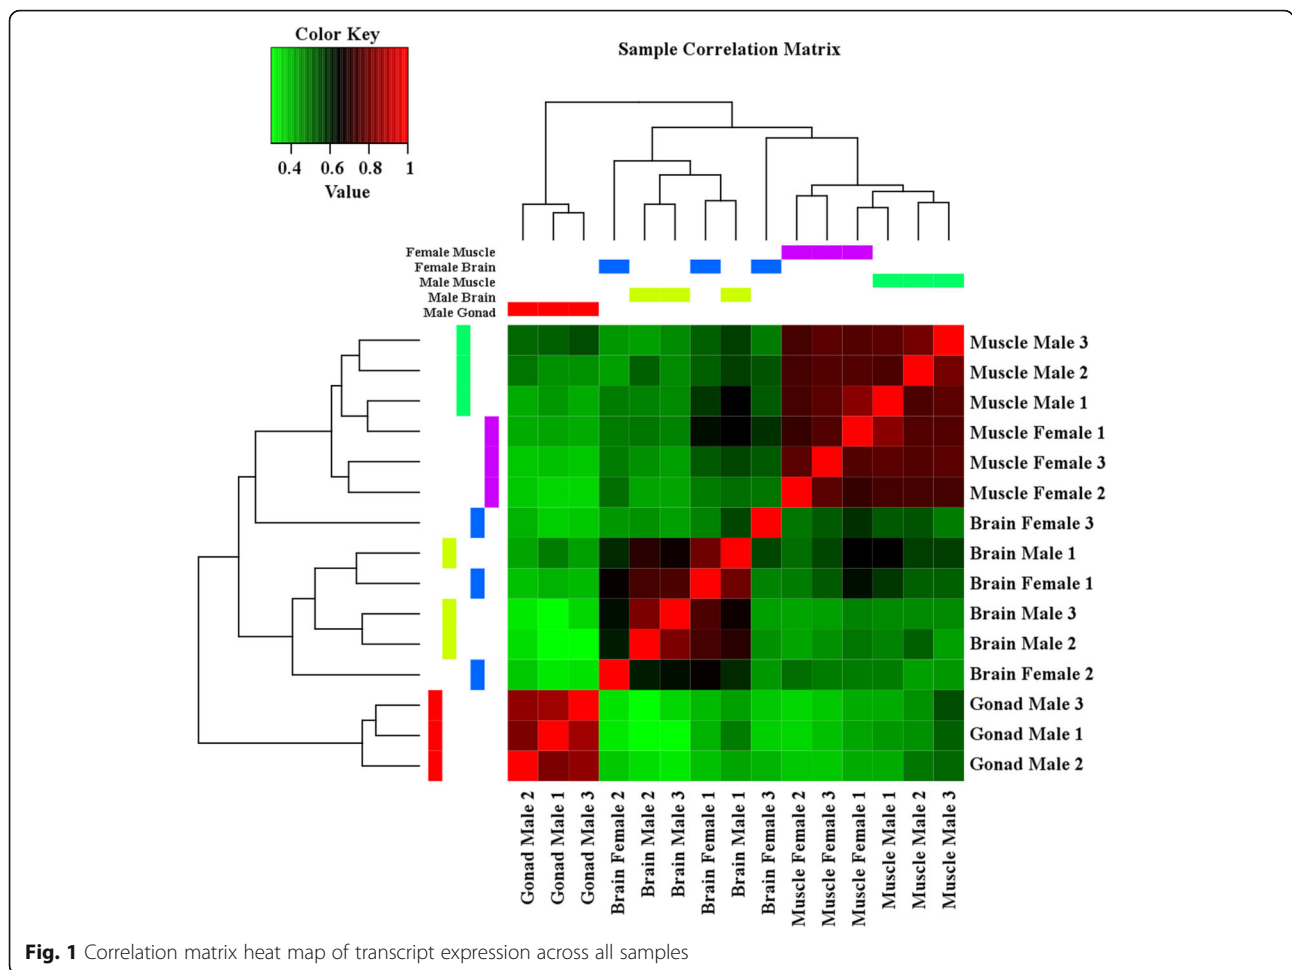 Color Key
0.4 0.6 0.8 1
Value
Sample Correlation Matrix
Female Muscle
Female Brain
Male Muscle
Male Brain
Male Gonad
Muscle Male 3
Muscle Male 2
Muscle Male 1
Muscle Female 1
Muscle Female 3
Muscle Female 2
Brain Female 3
Brain Male 1
Brain Female 1
Brain Male 3
Brain Male 2
Brain Female 2
Gonad Male 3
Gonad Male 1
Gonad Male 2
Gonad Male 2
Gonad Male 1
Gonad Male 3
Brain Female 2
Brain Male 2
Brain Male 3
Brain Female 1
Brain Male 1
Brain Female 3
Muscle Female 2
Muscle Female 3
Muscle Female 1
Muscle Male 1
Muscle Male 2
Muscle Male 3
Fig. 1 Correlation matrix heat map of transcript expression across all samples